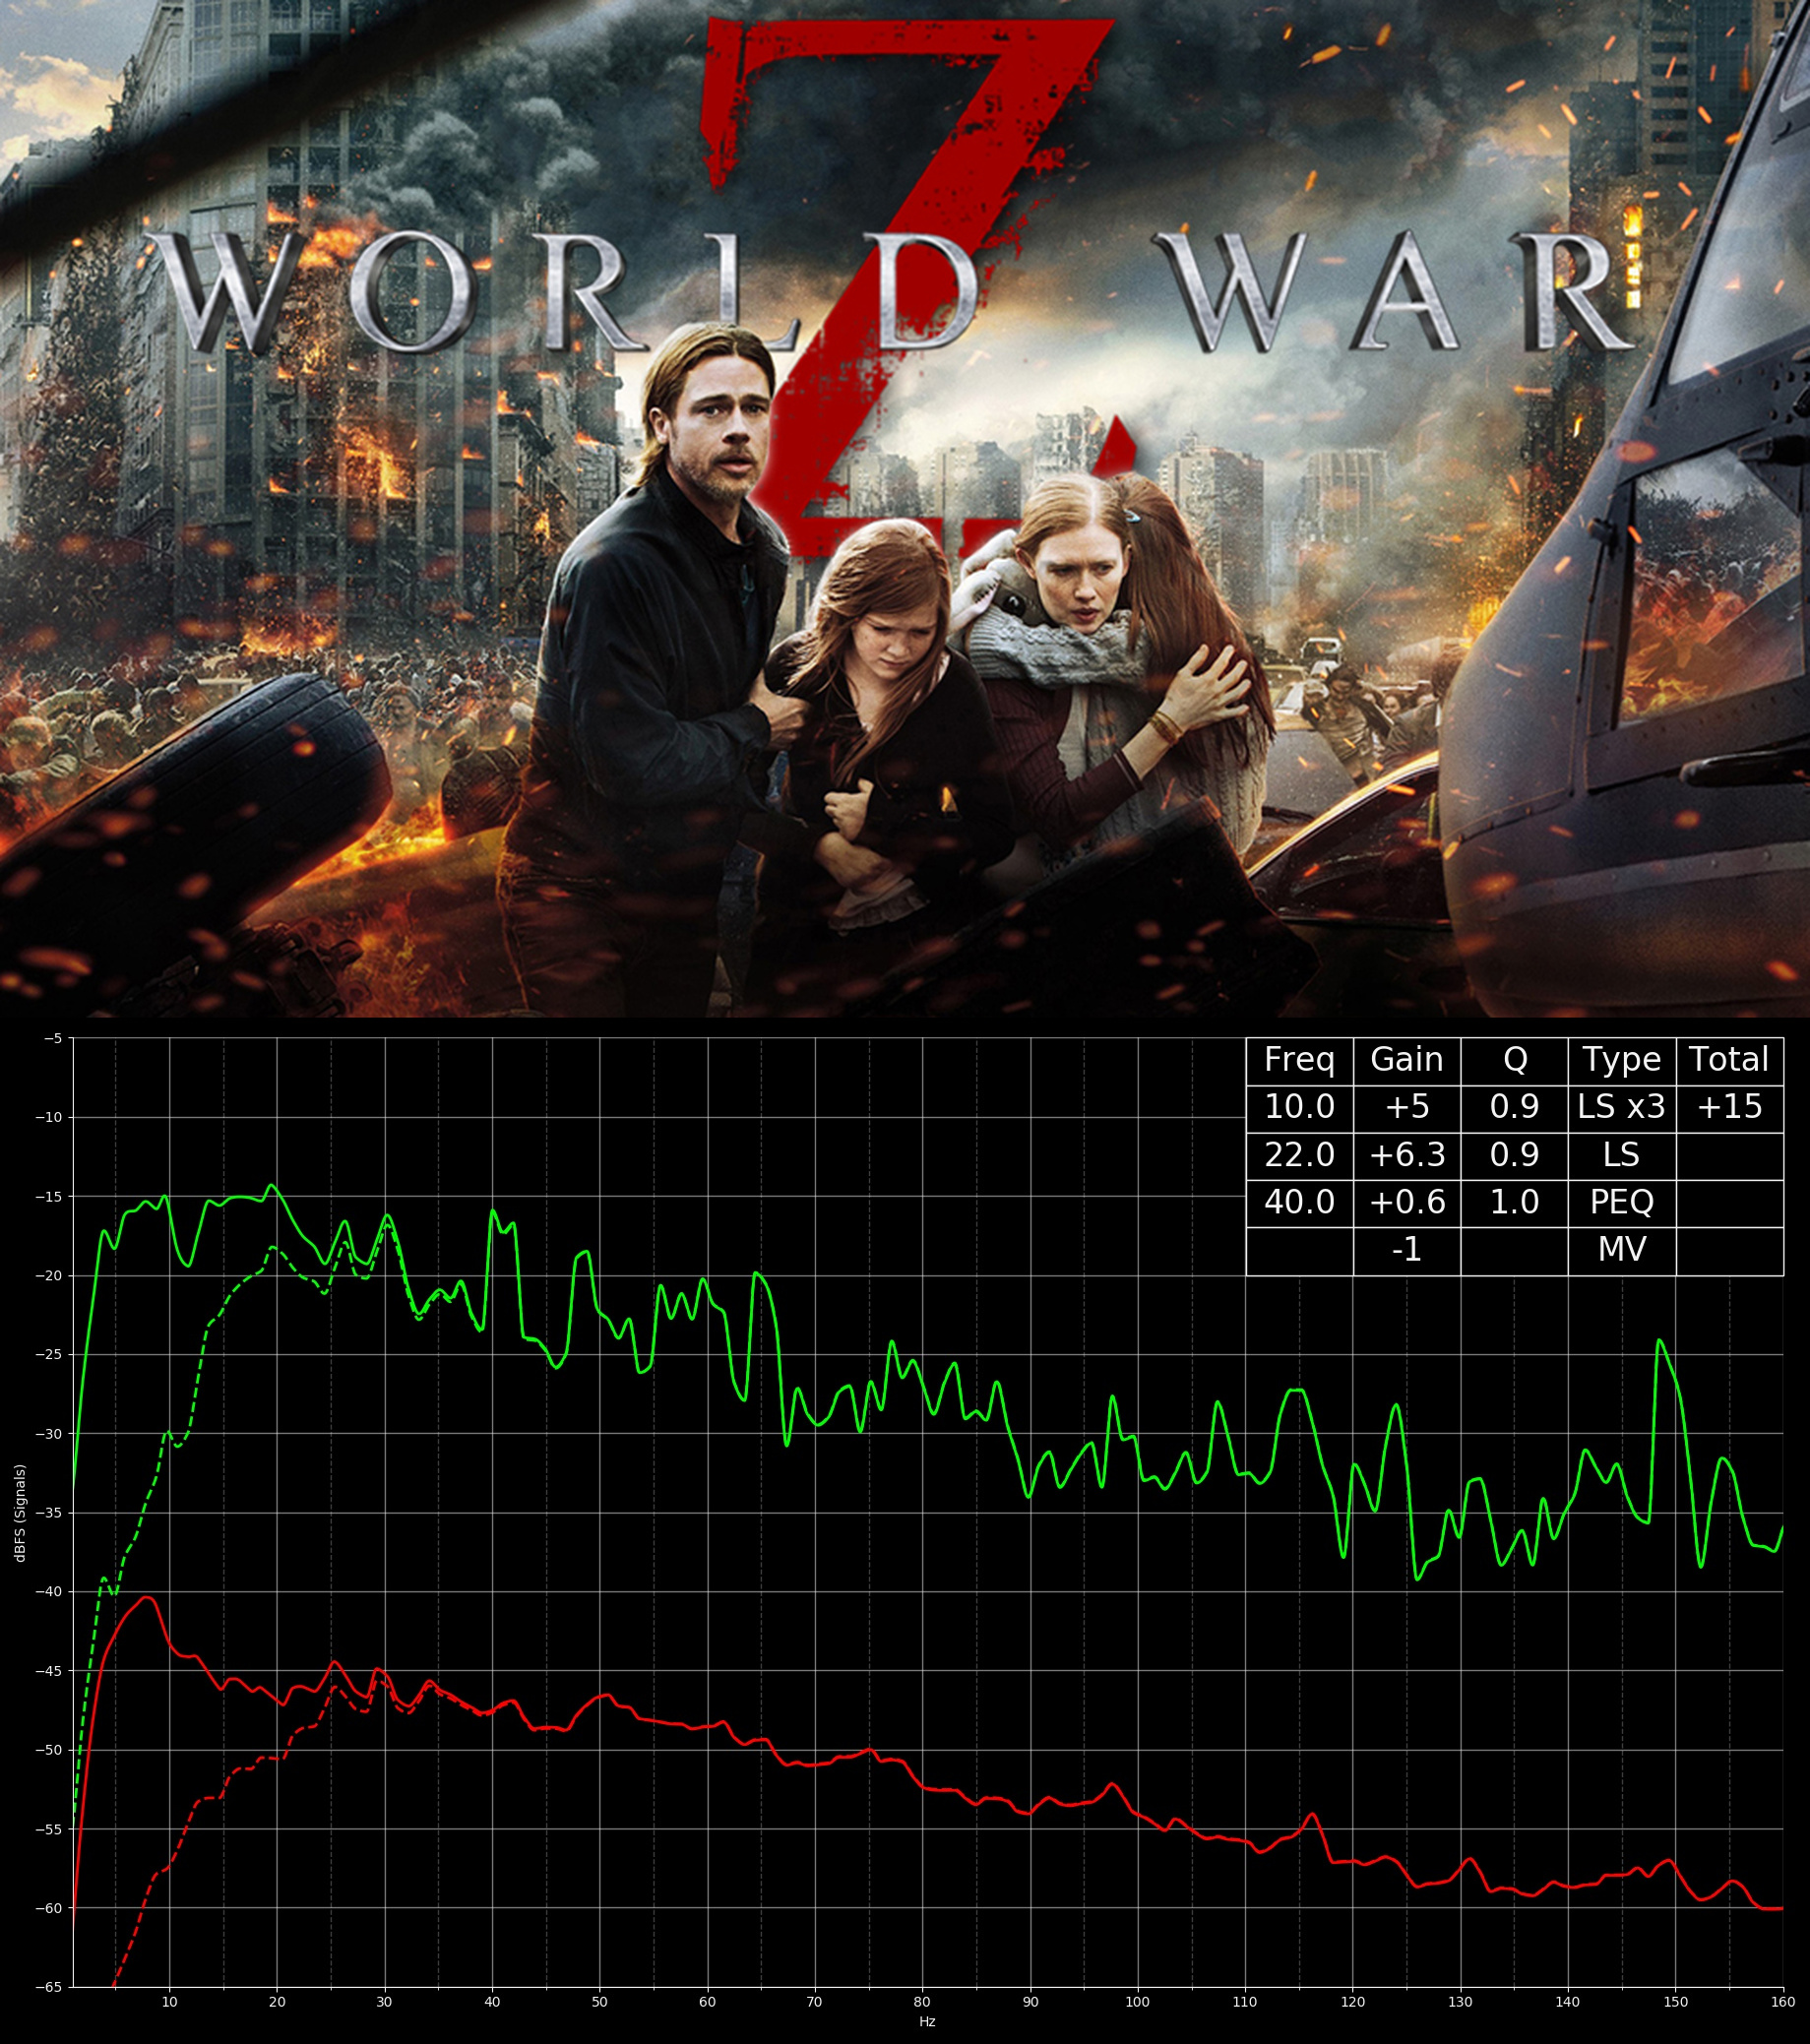 Z
WORLD WAR
Freq Gain Q Type Total
10.0 +5 0.9 LS x3 +15
22.0 +6.3 0.9 LS
40.0 +0.6 1.0 PEQ
-1 MV
−5
−10
−15
−20
−25
−30
−35
−40
−45
−50
−55
−60
−65
dBFS (Signals)
10 20 30 40 50 60 70 80 90 100 110 120 130 140 150 160
Hz